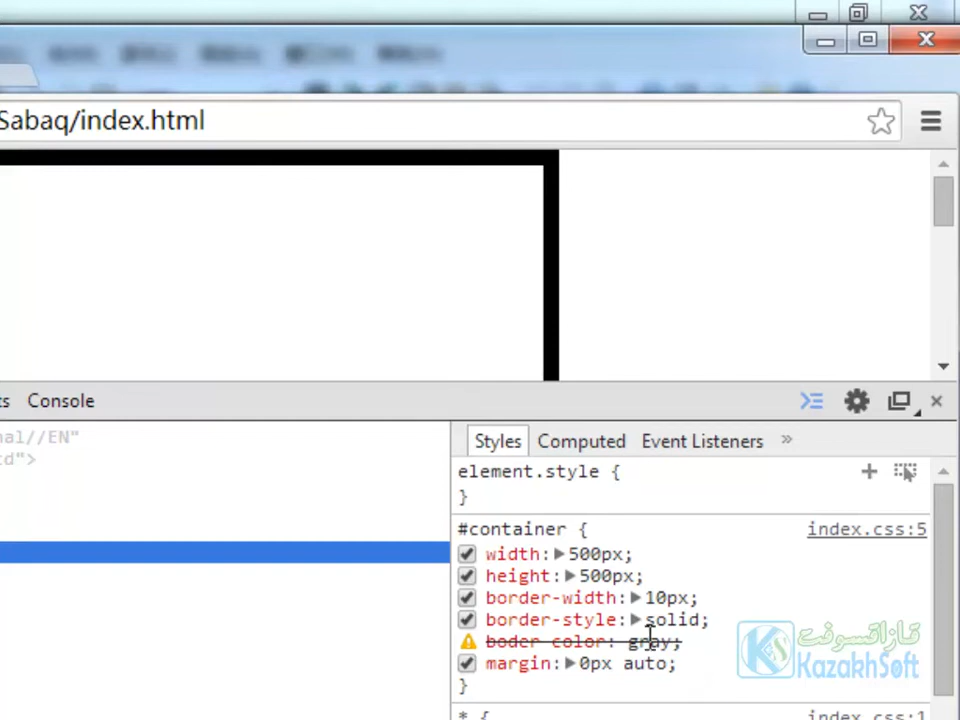 Sabaq/index.html
Console
nal//EN"
td">
Styles Computed Event Listeners »
element.style {
}
#container { index.css:5
width: 500px;
height: 500px;
border-width: 10px;
border-style: solid;
boder-color: gray;
margin: 0px auto;
}
* { index.css:1
قازاقسوفت
KazakhSoft